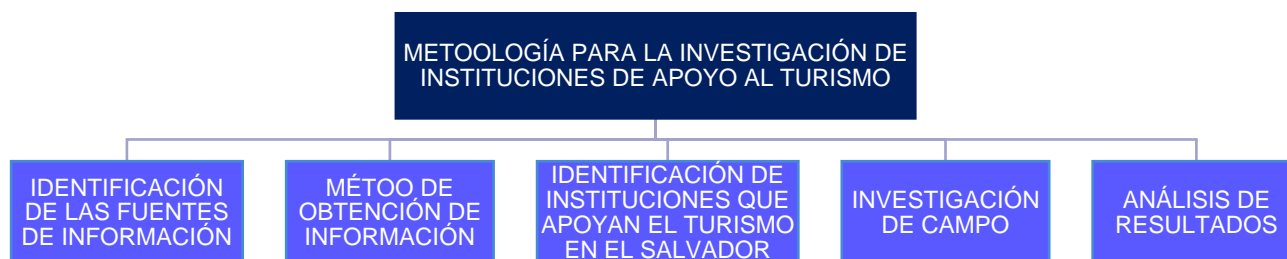 METOOLOGÍA PARA LA INVESTIGACIÓN DE
INSTITUCIONES DE APOYO AL TURISMO
IDENTIFICACIÓN
DE LAS FUENTES
DE INFORMACIÓN
MÉTOO DE
OBTENCIÓN DE
INFORMACIÓN
IDENTIFICACIÓN DE
INSTITUCIONES QUE
APOYAN EL TURISMO
EN EL SALVADOR
INVESTIGACIÓN
DE CAMPO
ANÁLISIS DE
RESULTADOS